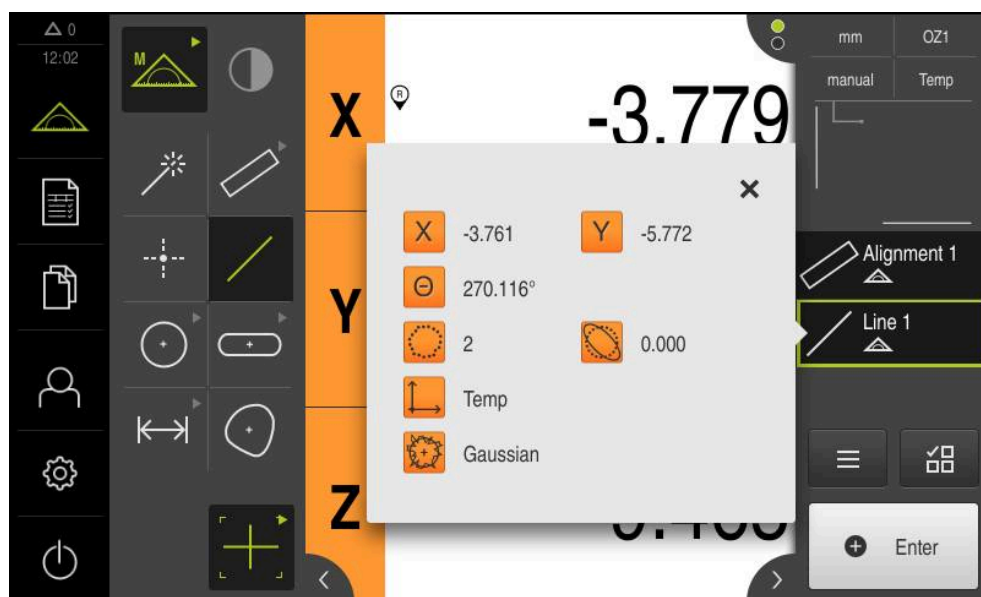 0
12:02
M
X
R
-3.779
mm
OZ1
manual
Temp
X
-3.761
Y
-5.772
Θ
270.116°
2
0.000
Temp
Gaussian
Y
Z
Alignment 1
Line 1
Enter